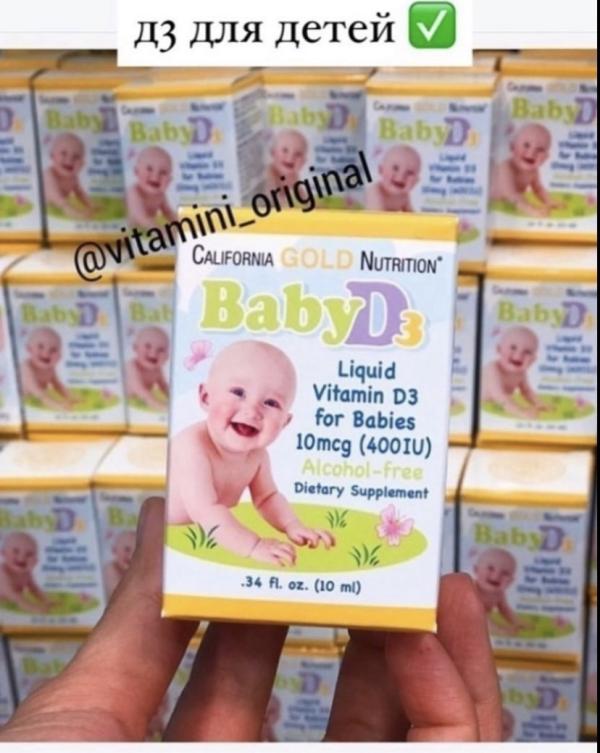 д3 для детей ✅
@vitamini_original
CALIFORNIA GOLD NUTRITION®
BabyD3
Liquid
Vitamin D3
for Babies
10mcg (400IU)
Alcohol-free
Dietary Supplement
.34 fl. oz. (10 ml)